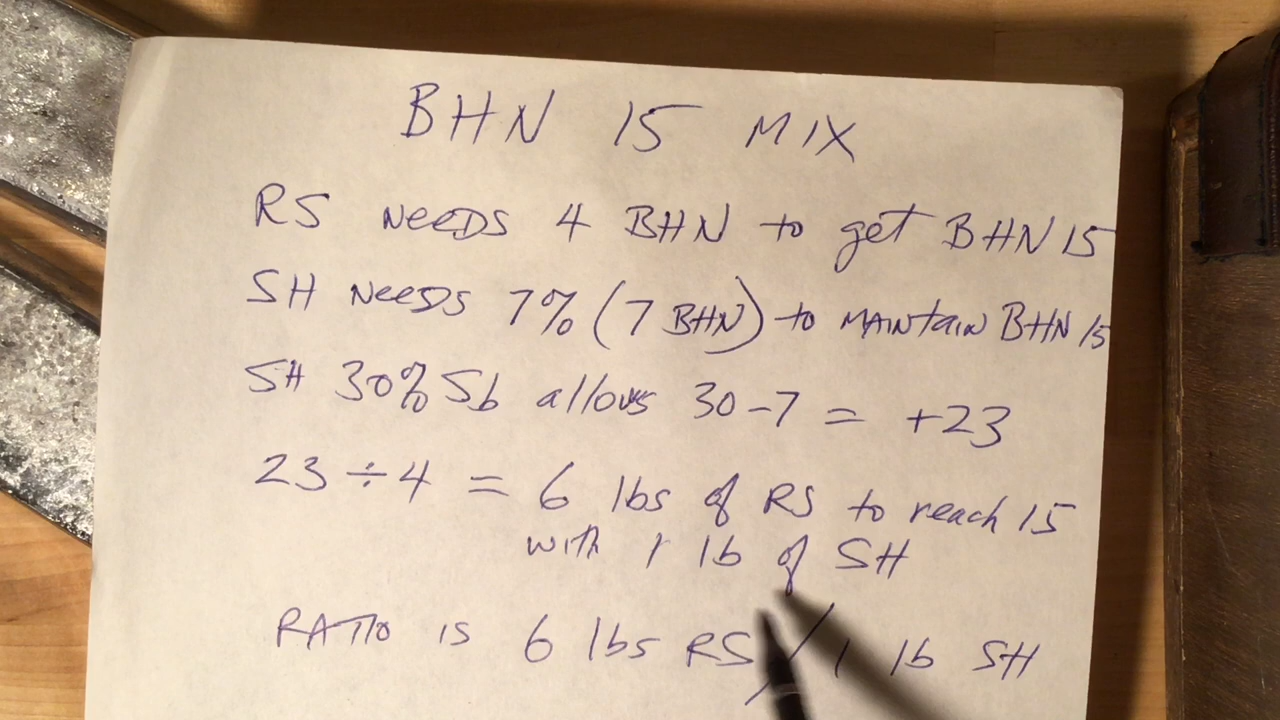 BHN 15 MIX
RS NEEDS 4 BHN to get BHN 15
SH NEEDS 7% (7 BHN) to MAINtaIN BHN 15
SH 30% Sb allows 30-7 = +23
23 ÷ 4 = 6 lbs of RS to reach 15
with 1 lb of SH
RATIO IS 6 lbs RS / 1 lb SH